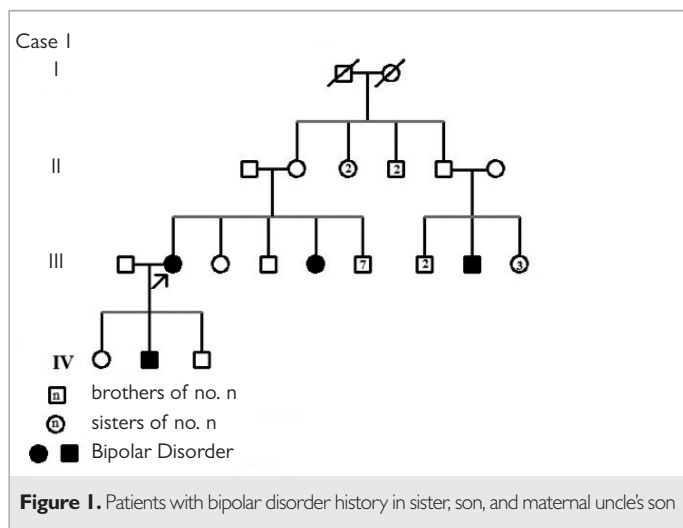 Case 1
I
II
2 2
III
7 2 3
IV
n brothers of no. n
n sisters of no. n
Bipolar Disorder
Figure 1. Patients with bipolar disorder history in sister, son, and maternal uncle's son